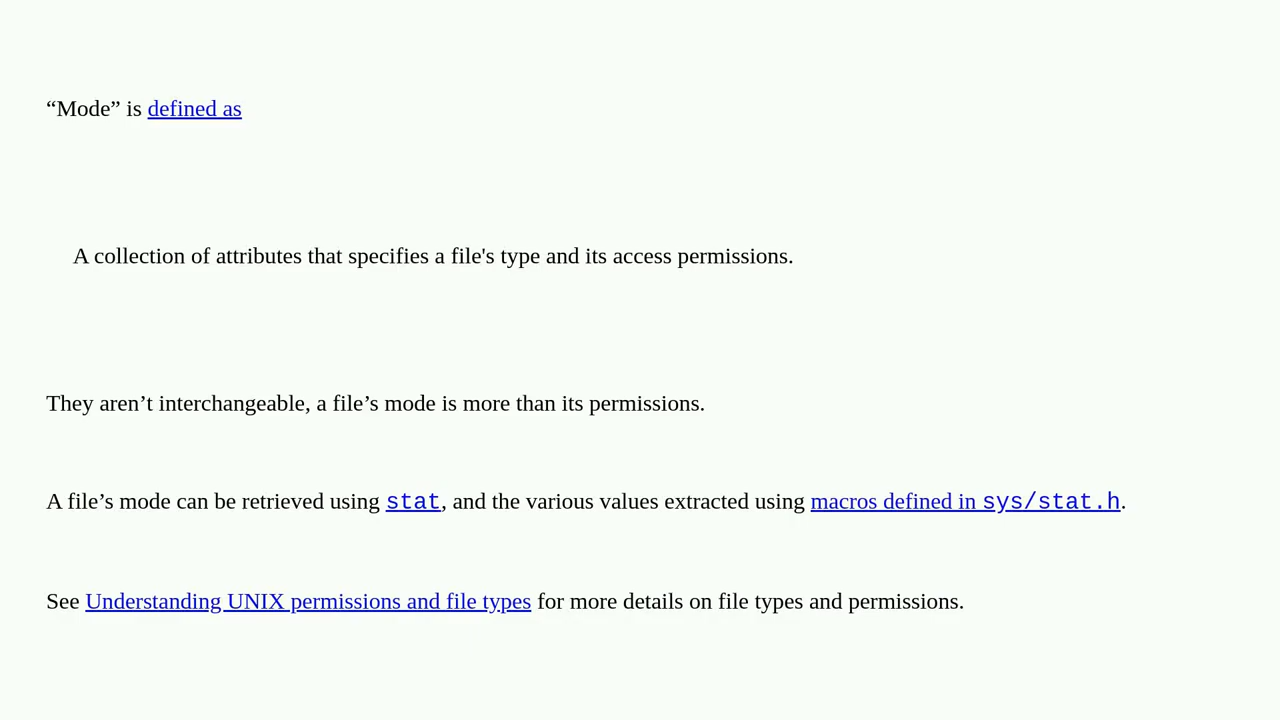 “Mode” is defined as
A collection of attributes that specifies a file's type and its access permissions.
They aren’t interchangeable, a file’s mode is more than its permissions.
A file’s mode can be retrieved using stat, and the various values extracted using macros defined in sys/stat.h.
See Understanding UNIX permissions and file types for more details on file types and permissions.